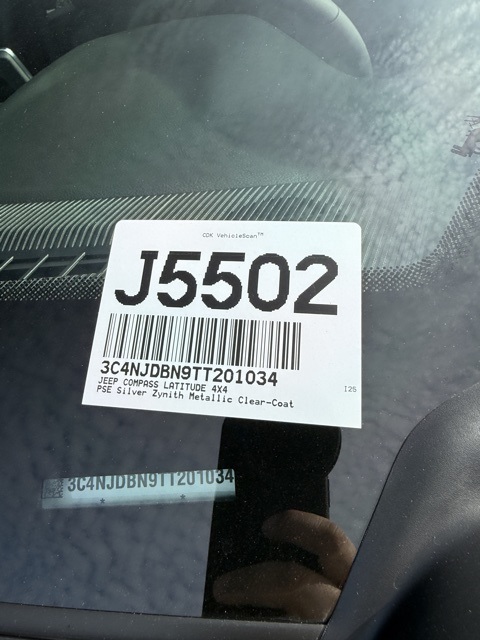 CDK VehicleScan™
J5502
3C4NJDBN9TT201034
JEEP COMPASS LATITUDE 4X4
PSE Silver Zynith Metallic Clear-Coat
I25
3C4NJDBN9TT201034